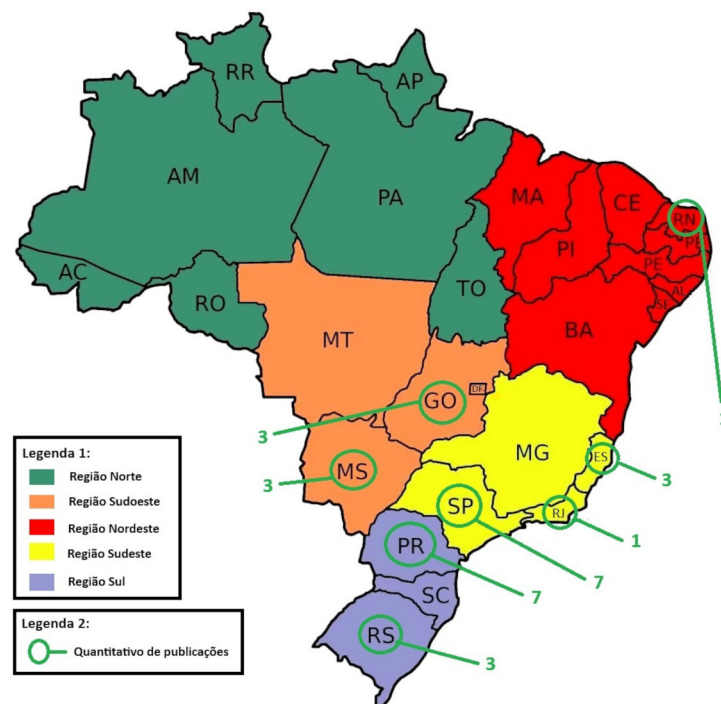 RR
AP
AM
PA
MA
CE
RN
PI
PE
AC
RO
TO
AL
SE
BA
MT
GO
DF
3
MS
3
MG
ES
3
SP
RJ
1
7
PR
7
SC
RS
3
Legenda 1:
Região Norte
Região Sudoeste
Região Nordeste
Região Sudeste
Região Sul
Legenda 2:
Quantitativo de publicações